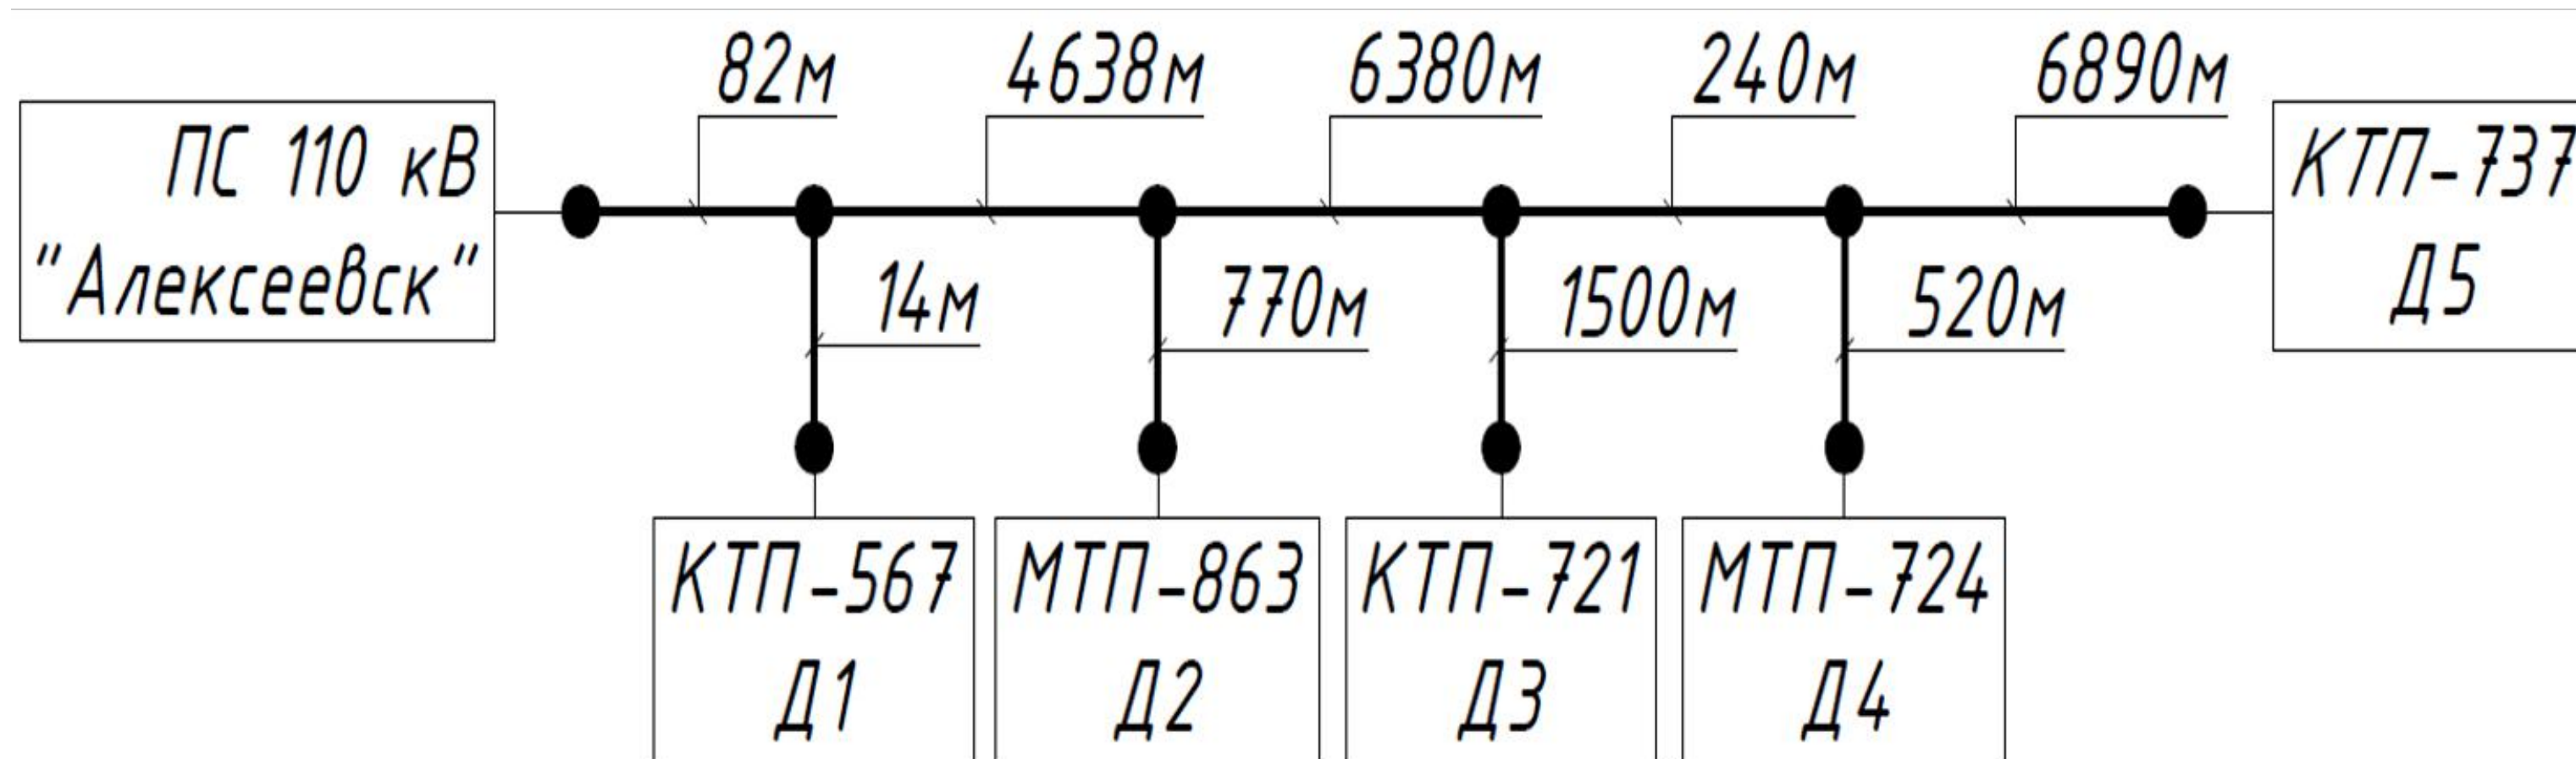 82м
4638м
6380м
240м
6890м
ПС 110 кВ
"Алексеевск"
КТП-737
Д5
14м
770м
1500м
520м
КТП-567
Д1
МТП-863
Д2
КТП-721
Д3
МТП-724
Д4